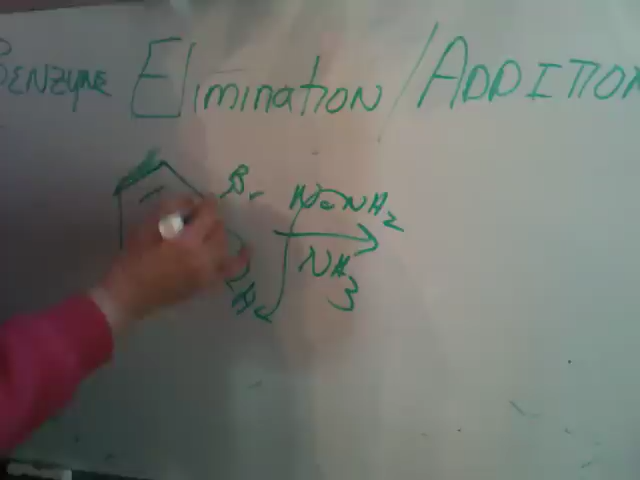 BENZYNE ELIMINATION/ADDITION
Br NaNH2
NH3
H